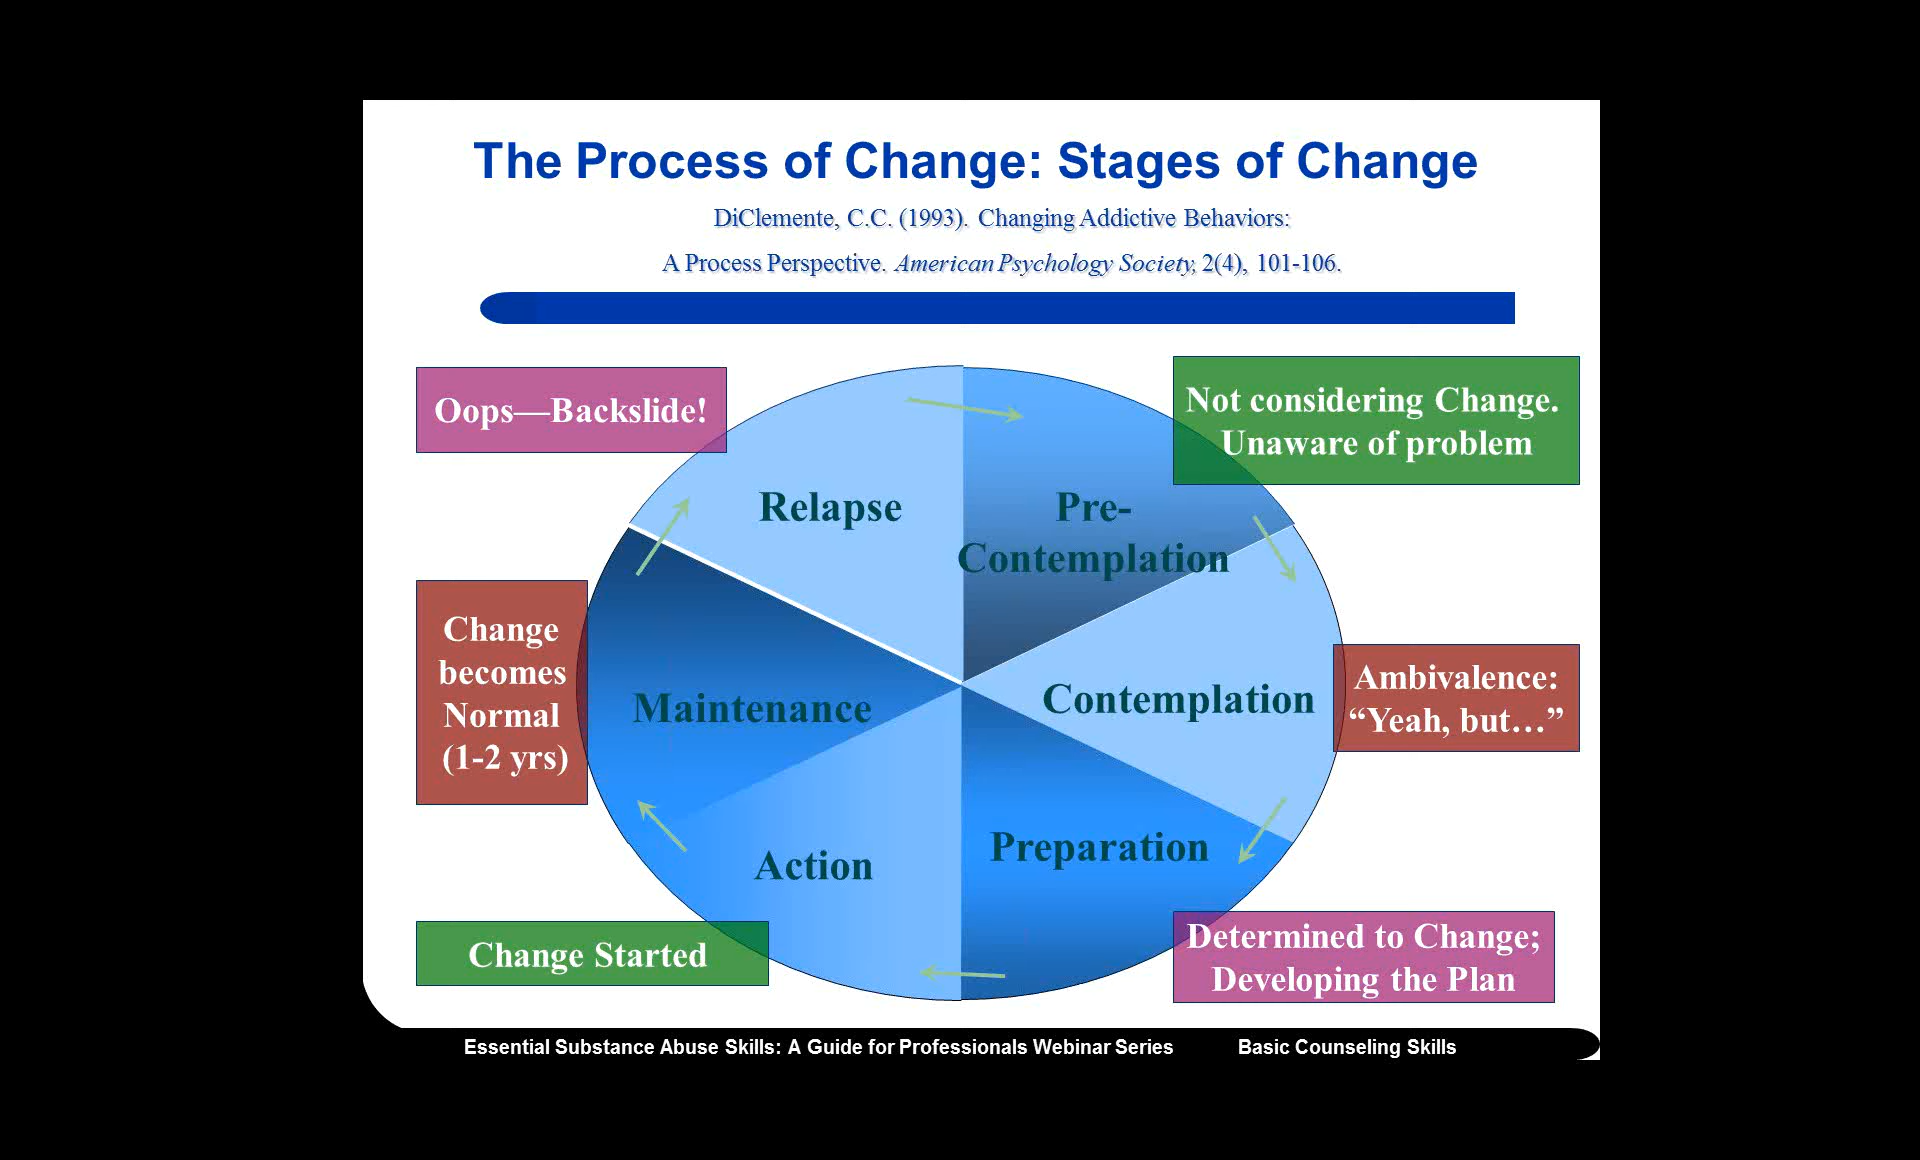 The Process of Change: Stages of Change
DiClemente, C.C. (1993). Changing Addictive Behaviors:
A Process Perspective. American Psychology Society, 2(4), 101-106.
Oops—Backslide!
Not considering Change.
Unaware of problem
Relapse
Pre-
Contemplation
Change
becomes
Normal
(1-2 yrs)
Maintenance
Contemplation
Ambivalence:
“Yeah, but…”
Action
Preparation
Change Started
Determined to Change;
Developing the Plan
Essential Substance Abuse Skills: A Guide for Professionals Webinar Series
Basic Counseling Skills